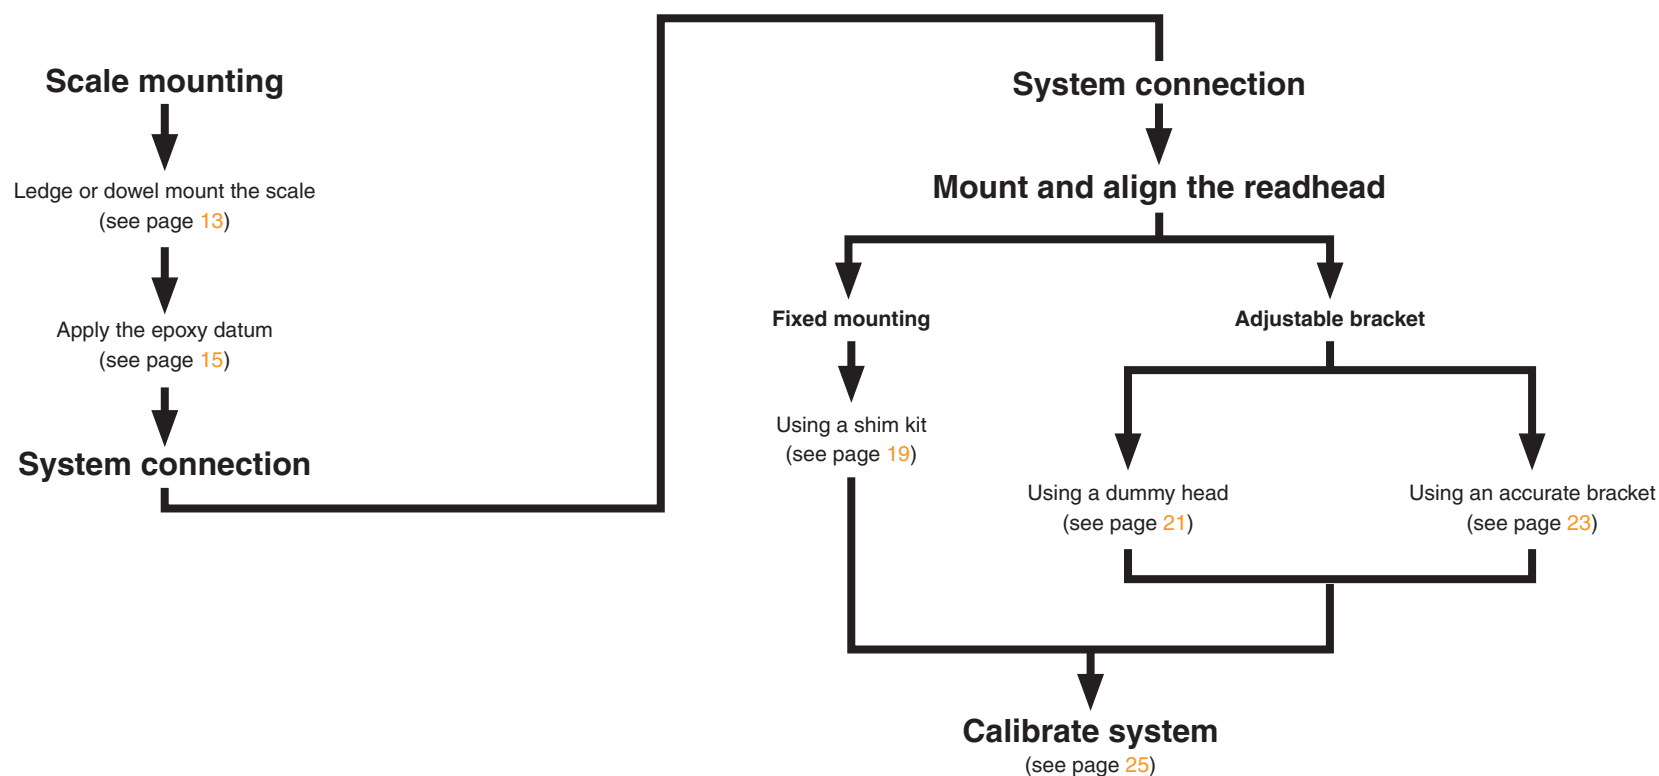 Scale mounting
Ledge or dowel mount the scale
(see page 13)
Apply the epoxy datum
(see page 15)
System connection
System connection
Mount and align the readhead
Fixed mounting
Adjustable bracket
Using a shim kit
(see page 19)
Using a dummy head
(see page 21)
Using an accurate bracket
(see page 23)
Calibrate system
(see page 25)